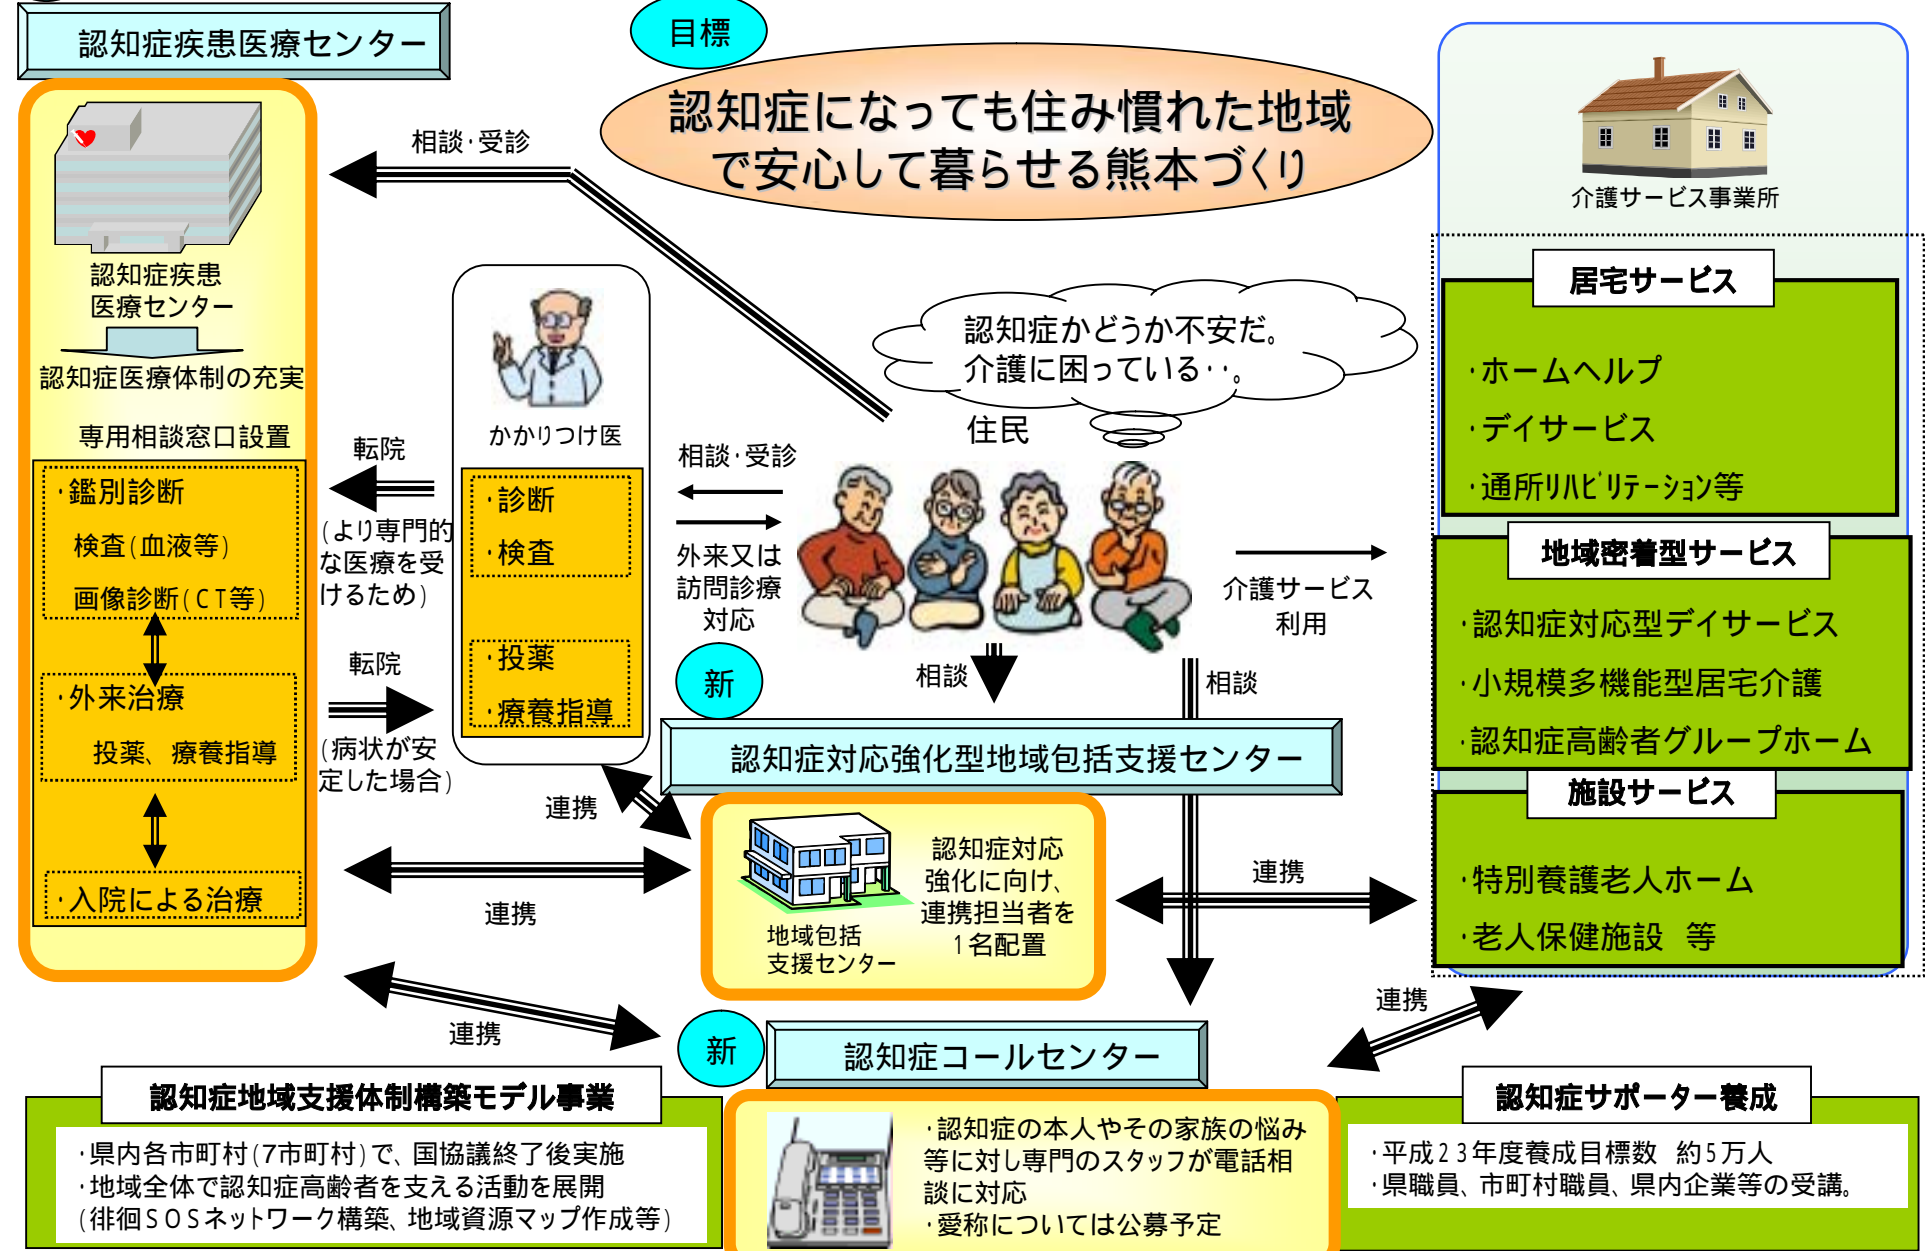 認知症疾患医療センター
目標
認知症になっても住み慣れた地域
で安心して暮らせる熊本づくり
介護サービス事業所
相談・受診
認知症疾患
医療センター
認知症医療体制の充実
専用相談窓口設置
・鑑別診断
検査(血液等)
画像診断(CT等)
・外来治療
投薬、療養指導
・入院による治療
転院
(より専門的
な医療を受
けるため)
転院
(病状が安
定した場合)
かかりつけ医
・診断
・検査
・投薬
・療養指導
相談・受診
外来又は
訪問診療
対応
認知症かどうか不安だ。
介護に困っている・・。
住民
介護サービス
利用
相談
相談
居宅サービス
・ホームヘルプ
・デイサービス
・通所ﾘﾊﾋﾞﾘﾃｰｼｮﾝ等
地域密着型サービス
・認知症対応型デイサービス
・小規模多機能型居宅介護
・認知症高齢者グループホーム
施設サービス
・特別養護老人ホーム
・老人保健施設 等
新
認知症対応強化型地域包括支援センター
認知症対応
強化に向け、
連携担当者を
1名配置
地域包括
支援センター
連携
連携
連携
連携
連携
新
認知症コールセンター
・認知症の本人やその家族の悩み
等に対し専門のスタッフが電話相
談に対応
・愛称については公募予定
認知症地域支援体制構築モデル事業
・県内各市町村(7市町村)で、国協議終了後実施
・地域全体で認知症高齢者を支える活動を展開
(徘徊SOSネットワーク構築、地域資源マップ作成等)
認知症サポーター養成
・平成23年度養成目標数 約5万人
・県職員、市町村職員、県内企業等の受講。